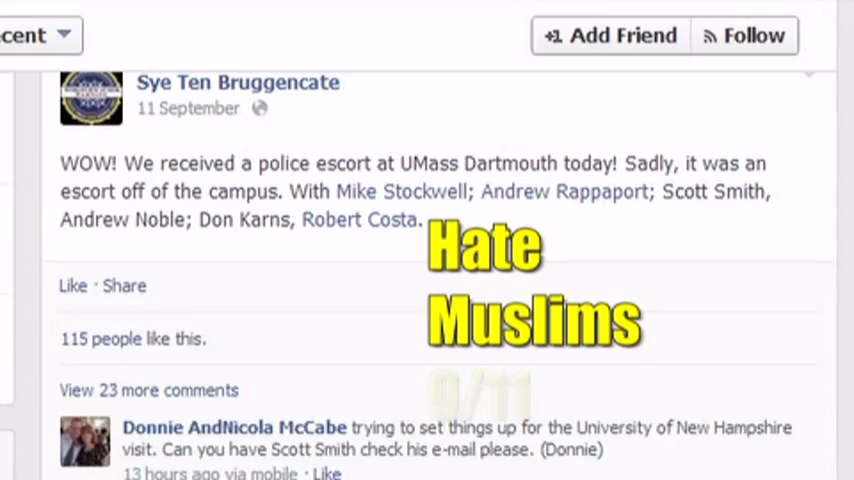 cent
+1 Add Friend
Follow
Sye Ten Bruggencate
11 September
WOW! We received a police escort at UMass Dartmouth today! Sadly, it was an
escort off of the campus. With Mike Stockwell; Andrew Rappaport; Scott Smith,
Andrew Noble; Don Karns, Robert Costa.
Hate
Muslims
9/11
Like · Share
115 people like this.
View 23 more comments
Donnie AndNicola McCabe trying to set things up for the University of New Hampshire
visit. Can you have Scott Smith check his e-mail please. (Donnie)
13 hours ago via mobile · Like